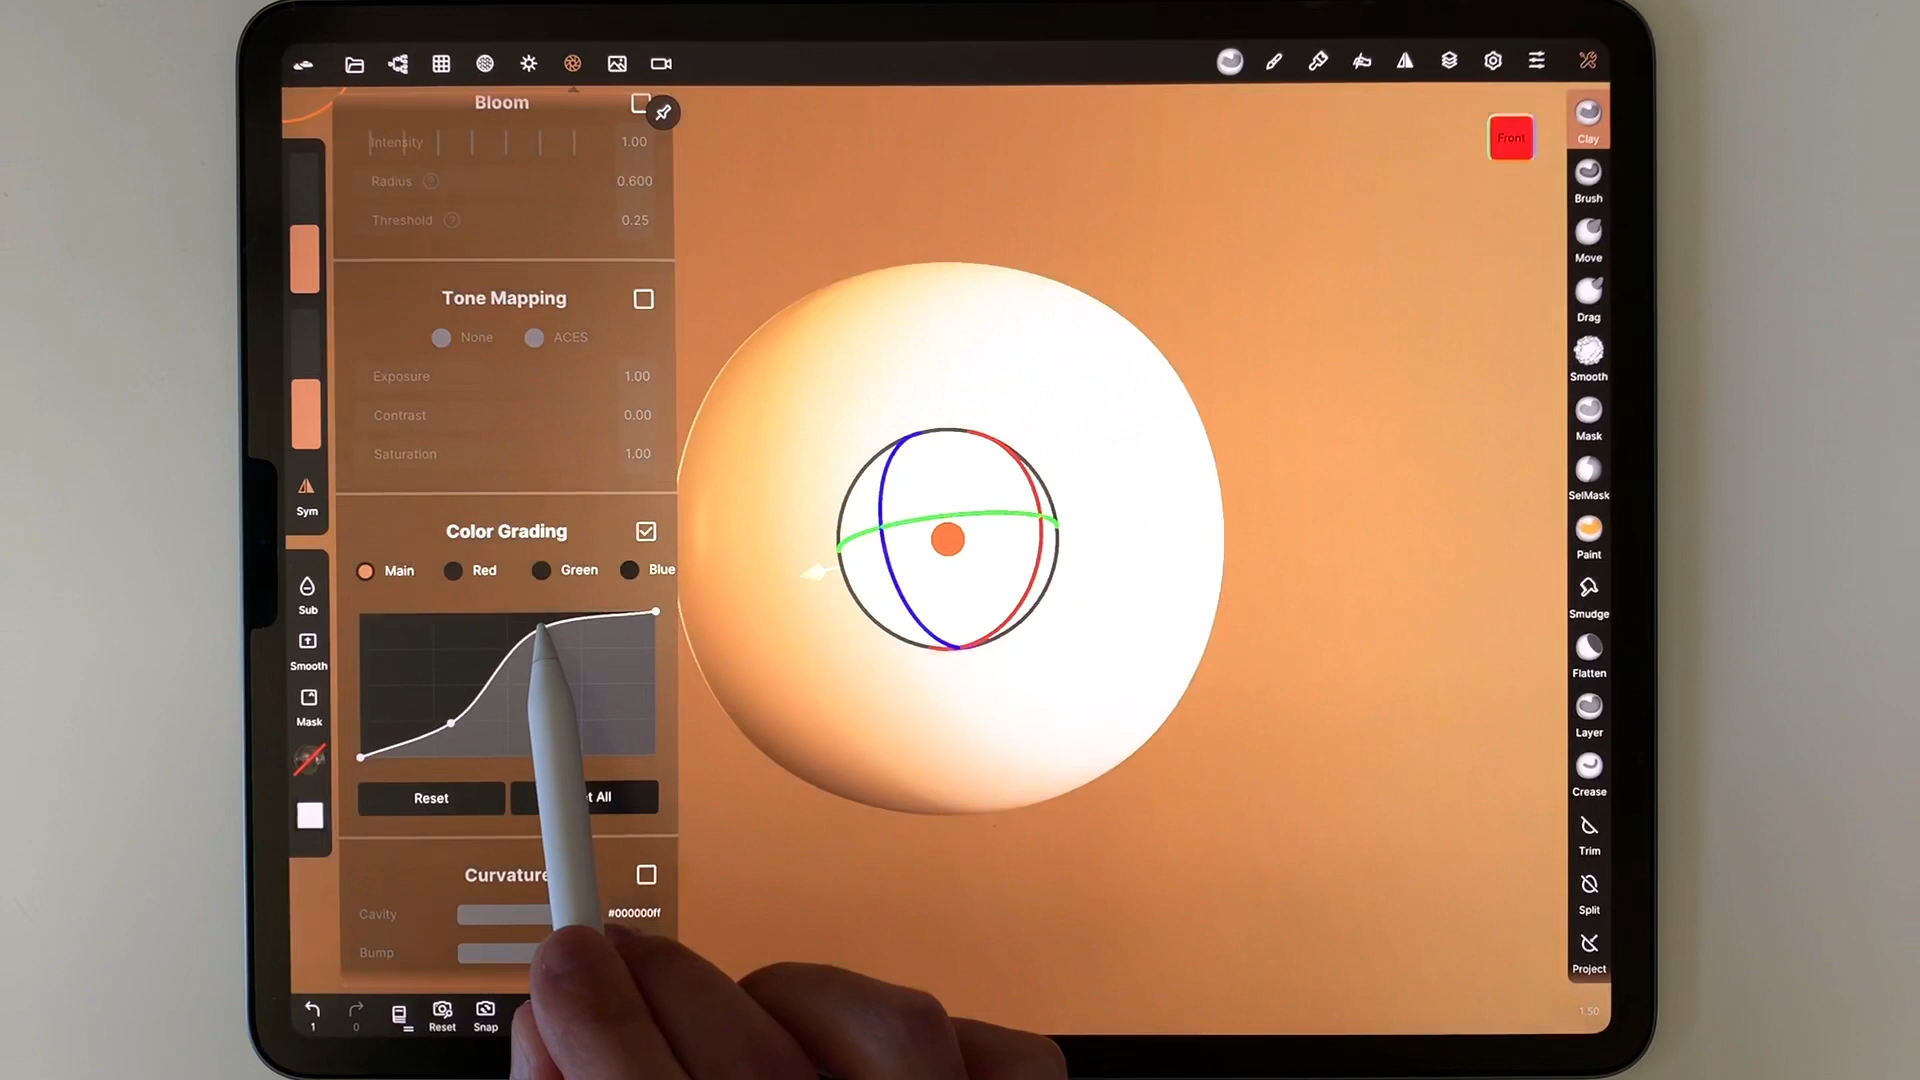 Bloom
Intensity 1.00
Radius ? 0.600
Threshold ? 0.25
Tone Mapping
None ACES
Exposure 1.00
Contrast 0.00
Saturation 1.00
Color Grading
Main Red Green Blue
Reset t All
Curvature
Cavity #000000ff
Bump
Sym
Sub
Smooth
Mask
1 0 Reset Snap
Front
Clay
Brush
Move
Drag
Smooth
Mask
SelMask
Paint
Smudge
Flatten
Layer
Crease
Trim
Split
Project
1.50